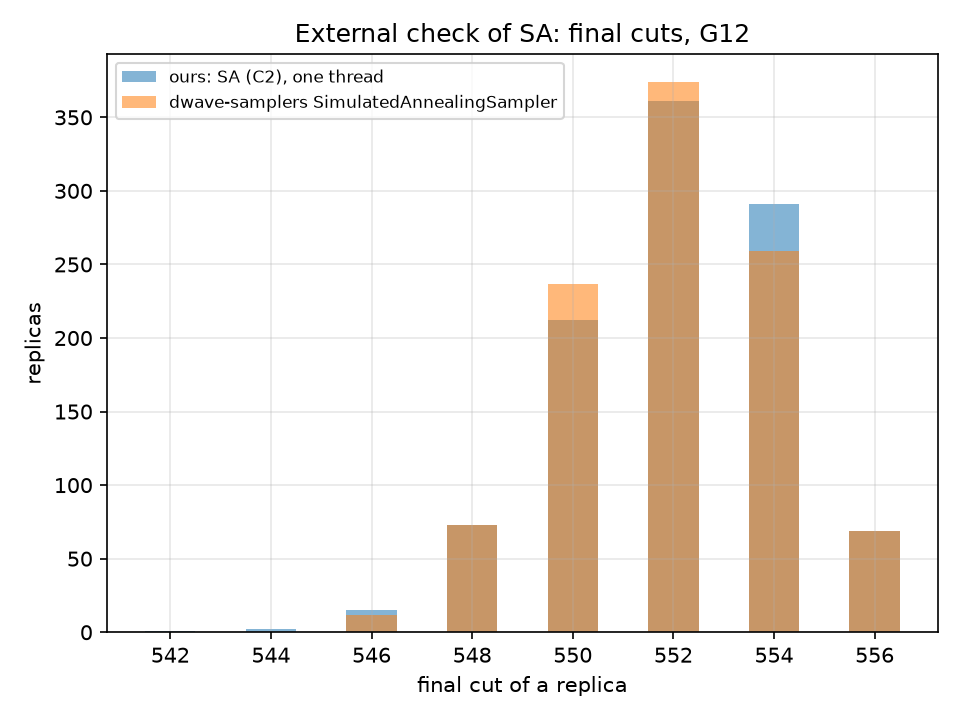 External check of SA: final cuts, G12
ours: SA (C2), one thread
dwave-samplers SimulatedAnnealingSampler
replicas
350
300
250
200
150
100
50
0
542 544 546 548 550 552 554 556
final cut of a replica